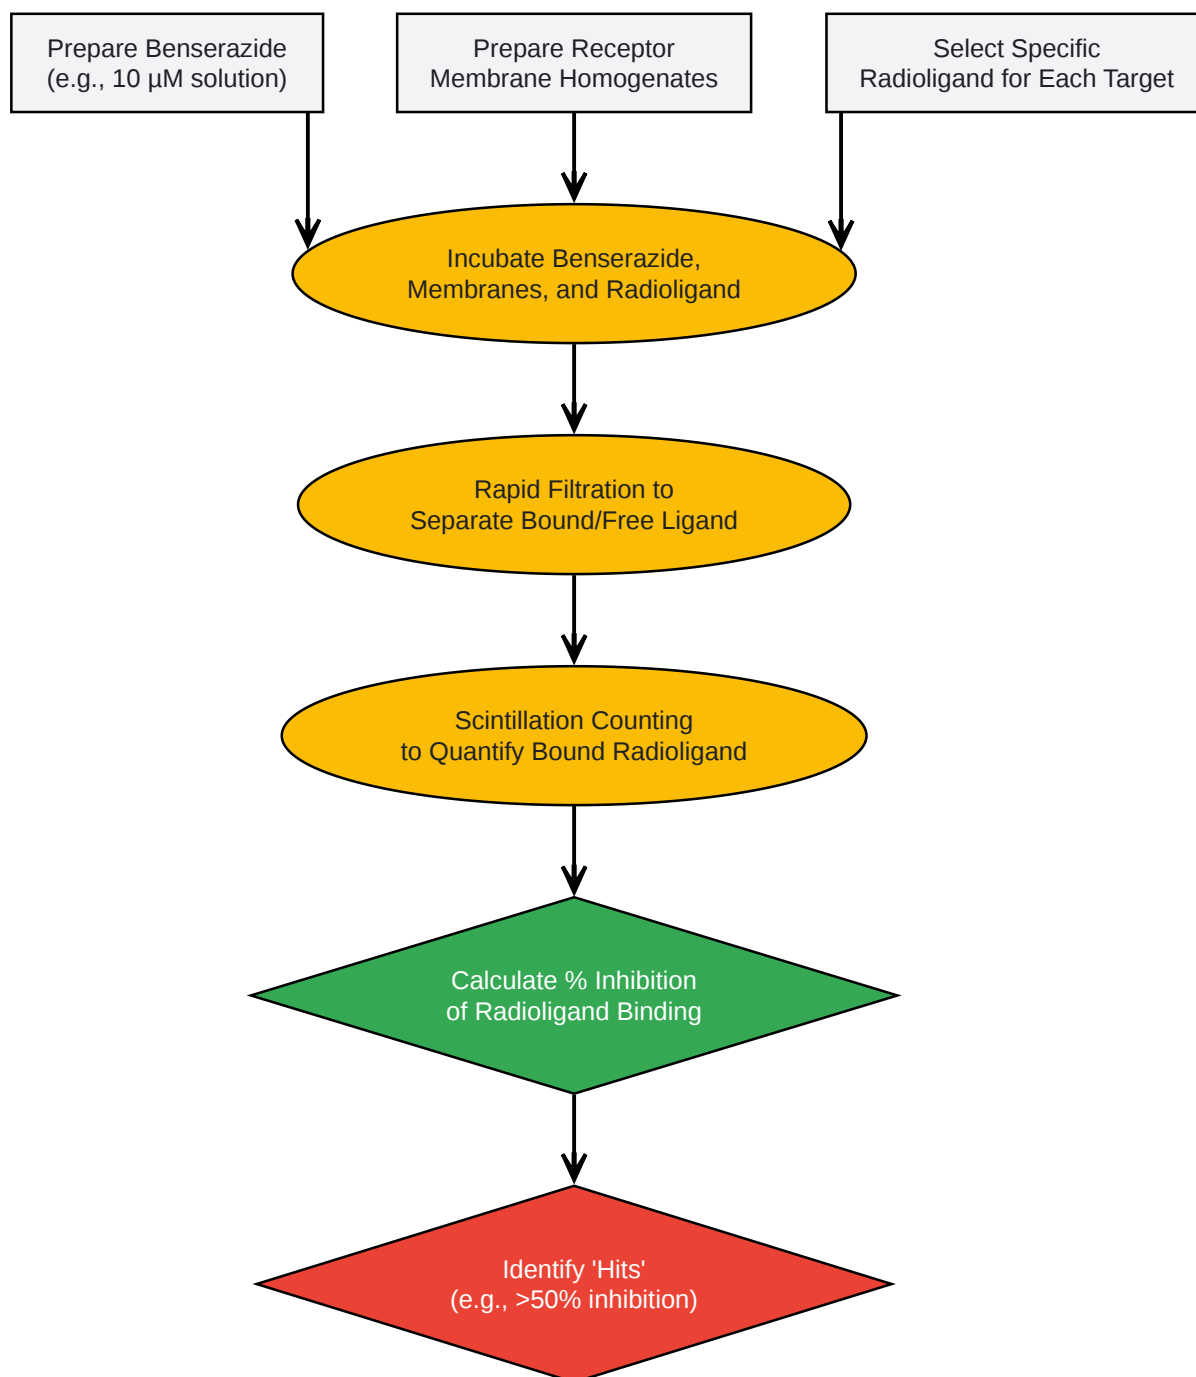 Prepare Benserazide
(e.g., 10 µM solution)
Prepare Receptor
Membrane Homogenates
Select Specific
Radioligand for Each Target
Incubate Benserazide,
Membranes, and Radioligand
Rapid Filtration to
Separate Bound/Free Ligand
Scintillation Counting
to Quantify Bound Radioligand
Calculate % Inhibition
of Radioligand Binding
Identify 'Hits'
(e.g., >50% inhibition)